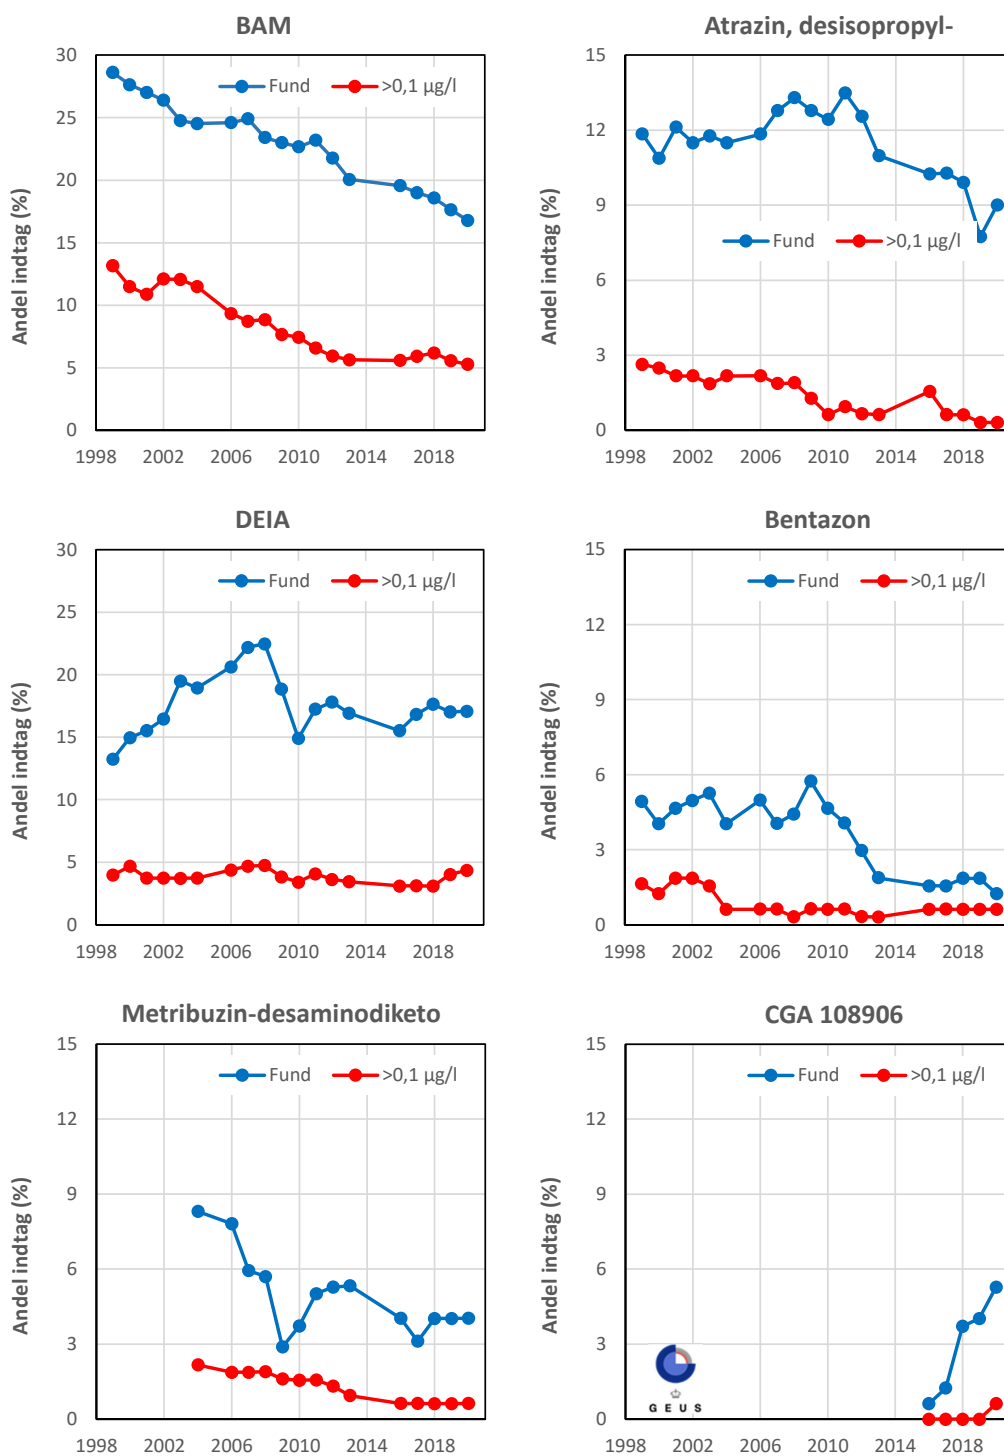 BAM
Andel indtag (%)
30
25
20
15
10
5
0
Fund
>0,1 µg/l
1998 2002 2006 2010 2014 2018
Atrazin, desisopropyl-
Andel indtag (%)
15
12
9
6
3
0
Fund
>0,1 µg/l
1998 2002 2006 2010 2014 2018
DEIA
Andel indtag (%)
30
25
20
15
10
5
0
Fund
>0,1 µg/l
1998 2002 2006 2010 2014 2018
Bentazon
Andel indtag (%)
15
12
9
6
3
0
Fund
>0,1 µg/l
1998 2002 2006 2010 2014 2018
Metribuzin-desaminodiketo
Andel indtag (%)
15
12
9
6
3
0
Fund
>0,1 µg/l
1998 2002 2006 2010 2014 2018
CGA 108906
Andel indtag (%)
15
12
9
6
3
0
Fund
>0,1 µg/l
GEUS
1998 2002 2006 2010 2014 2018